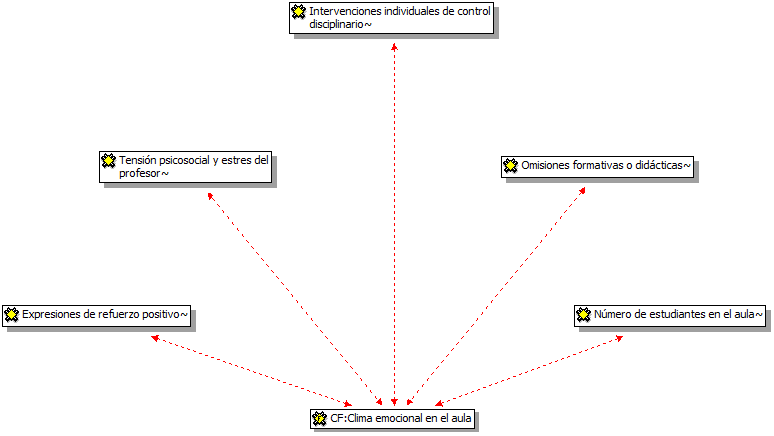 Intervenciones individuales de control
disciplinario~
Tensión psicosocial y estres del
profesor~
Omisiones formativas o didácticas~
Expresiones de refuerzo positivo~
Número de estudiantes en el aula~
CF:Clima emocional en el aula